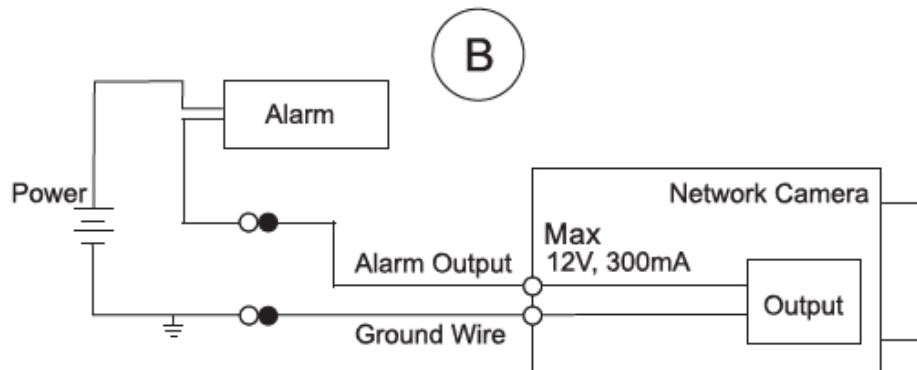 B
Alarm
Power
Network Camera
Max
12V, 300mA
Alarm Output
Output
Ground Wire